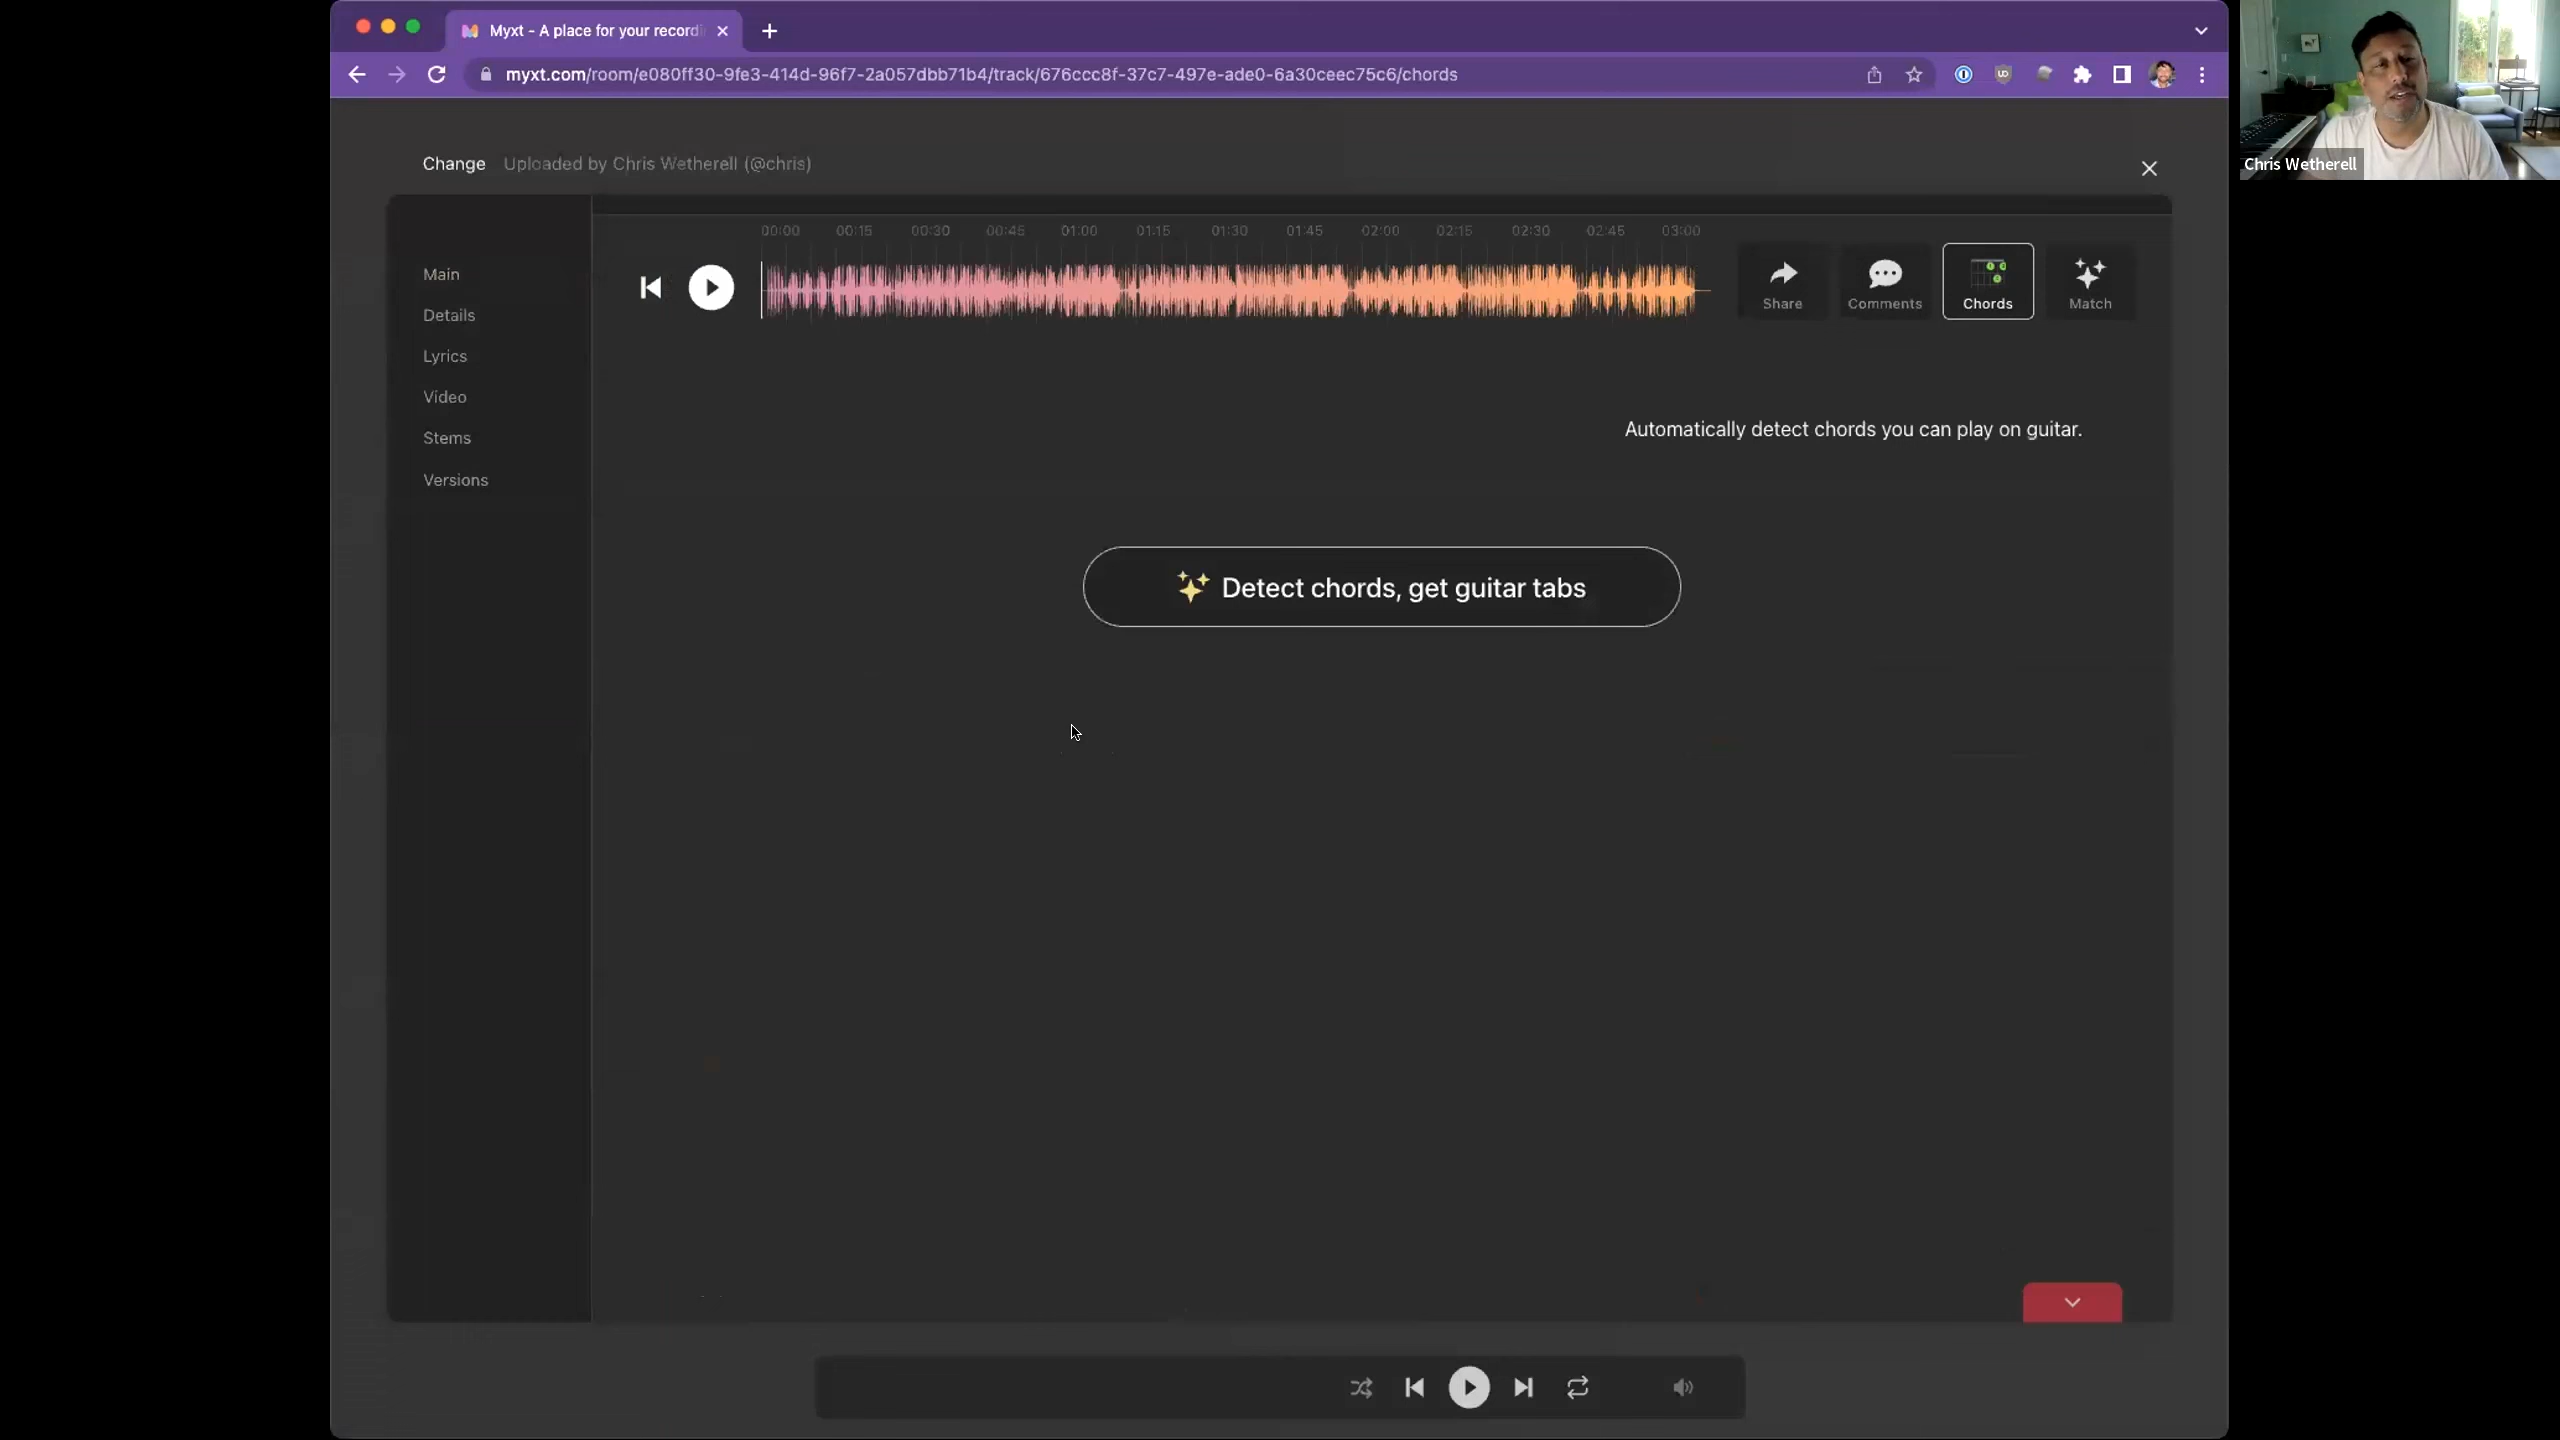 Myxt - A place for your recordi
myxt.com/room/e080ff30-9fe3-414d-96f7-2a057dbb71b4/track/676ccc8f-37c7-497e-ade0-6a30ceec75c6/chords
Chris Wetherell
Change Uploaded by Chris Wetherell (@chris)
00:00 00:15 00:30 00:45 01:00 01:15 01:30 01:45 02:00 02:15 02:30 02:45 03:00
Share Comments Chords Match
Main
Details
Lyrics
Video
Stems
Versions
Automatically detect chords you can play on guitar.
Detect chords, get guitar tabs